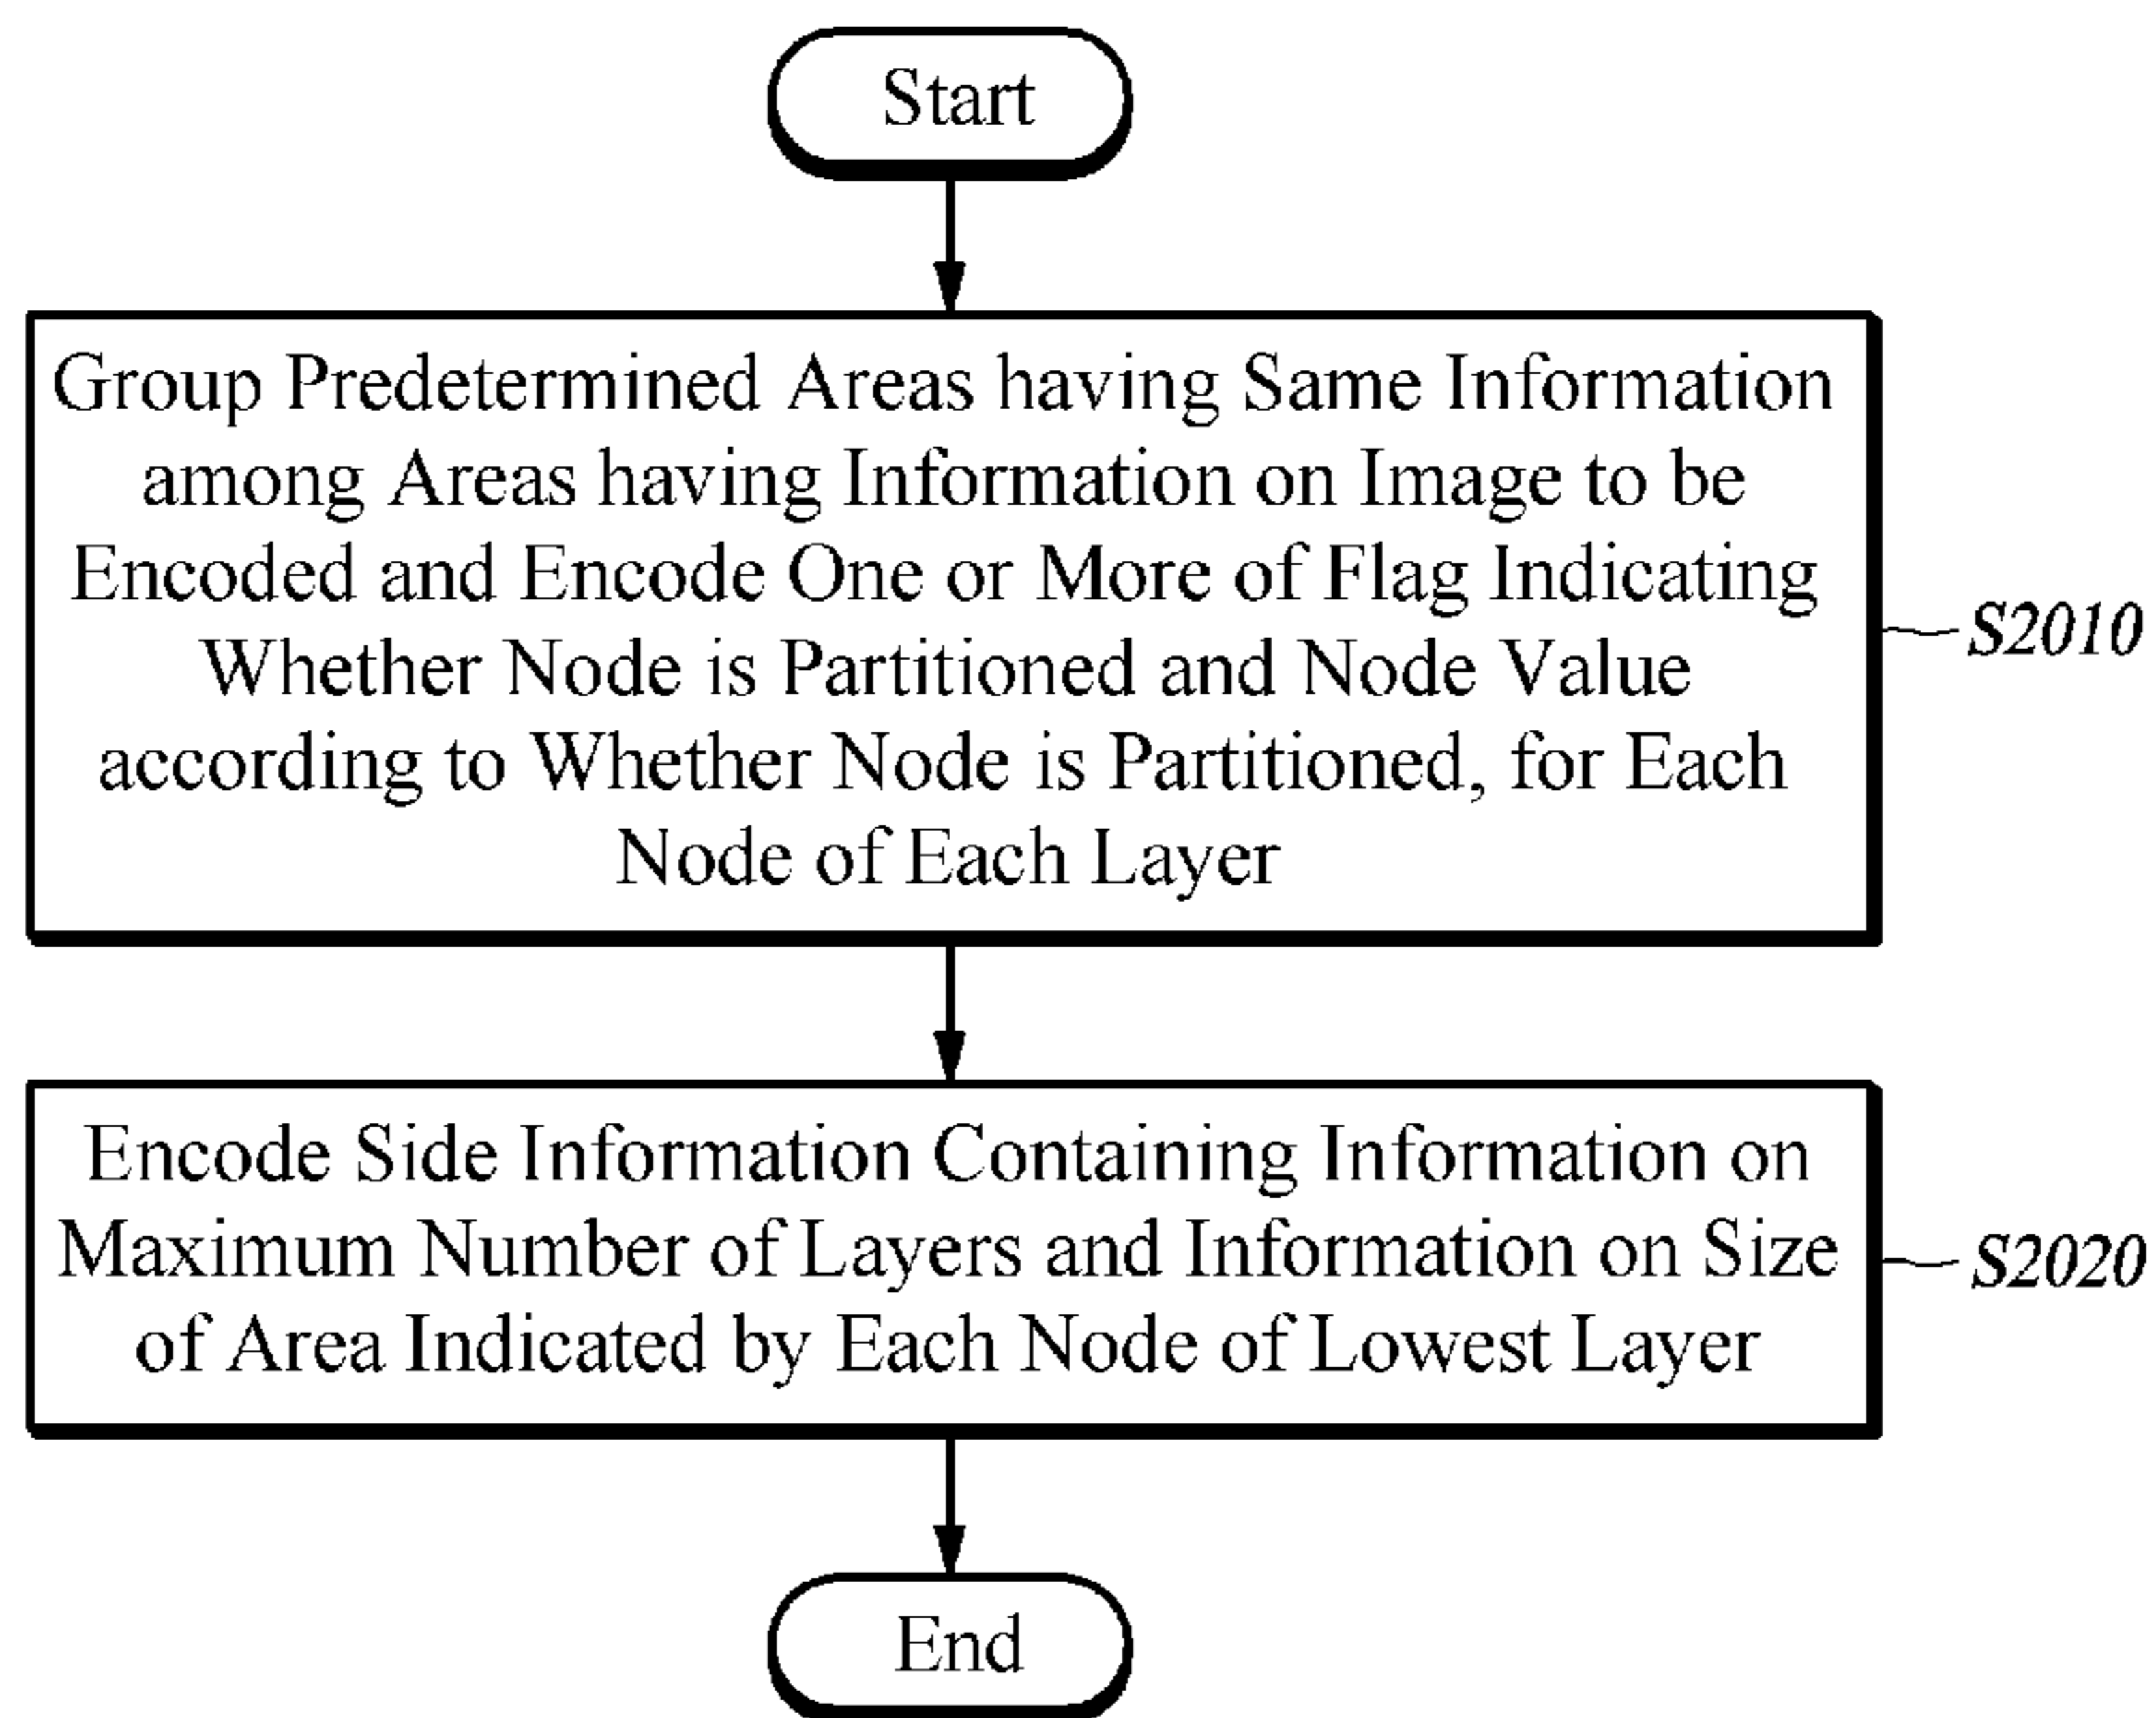 Start
Group Predetermined Areas having Same Information
among Areas having Information on Image to be
Encoded and Encode One or More of Flag Indicating
Whether Node is Partitioned and Node Value
according to Whether Node is Partitioned, for Each
Node of Each Layer
S2010
Encode Side Information Containing Information on
Maximum Number of Layers and Information on Size
of Area Indicated by Each Node of Lowest Layer
S2020
End